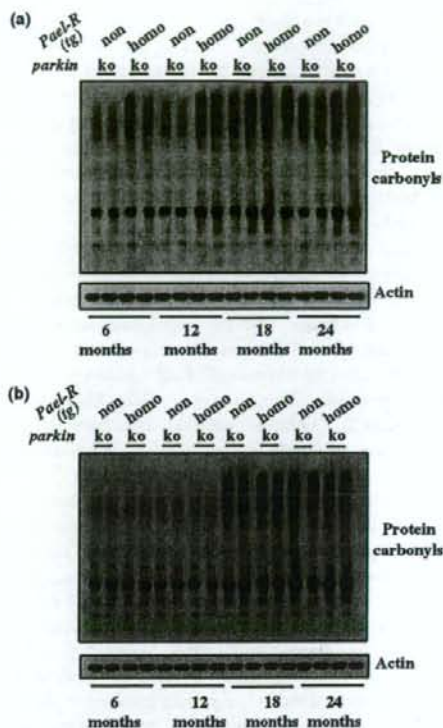 (a)
Pael-R (tg) non homo non homo non homo non homo
parkin ko ko ko ko ko ko ko ko
Protein carbonyls
Actin
6 months 12 months 18 months 24 months
(b)
Pael-R (tg) non homo non homo non homo non homo
parkin ko ko ko ko ko ko ko ko
Protein carbonyls
Actin
6 months 12 months 18 months 24 months